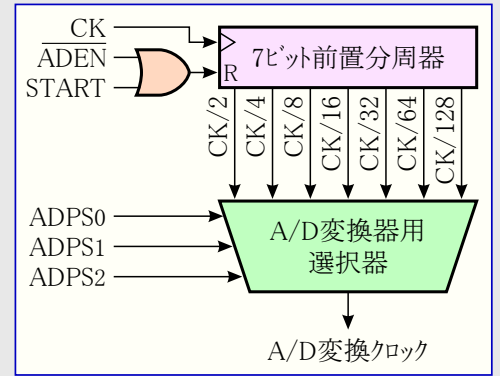 CK
ADEN
START
R
7ﾋﾞｯﾄ前置分周器
CK/2
CK/4
CK/8
CK/16
CK/32
CK/64
CK/128
ADPS0
ADPS1
ADPS2
A/D変換器用
選択器
A/D変換ｸﾛｯｸ